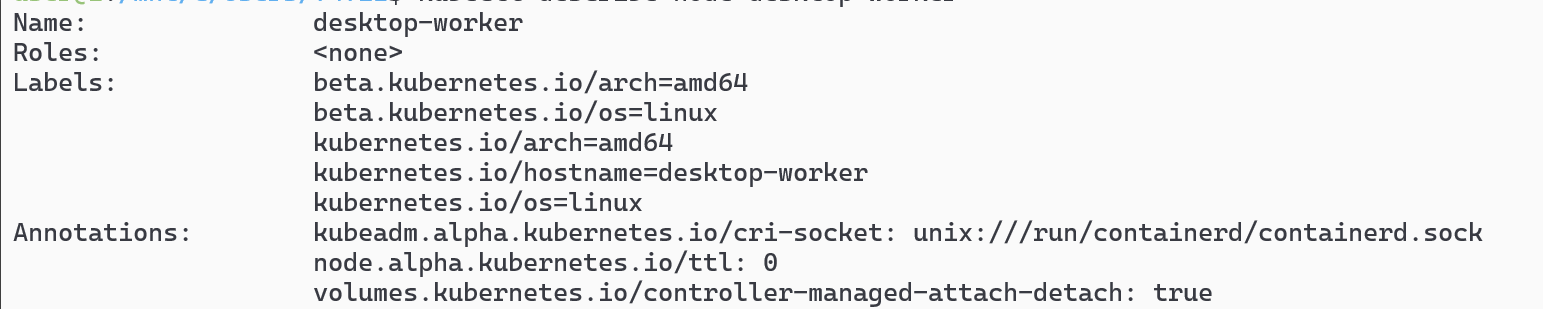 Name: desktop-worker
Roles: <none>
Labels: beta.kubernetes.io/arch=amd64
beta.kubernetes.io/os=linux
kubernetes.io/arch=amd64
kubernetes.io/hostname=desktop-worker
kubernetes.io/os=linux
Annotations: kubeadm.alpha.kubernetes.io/cri-socket: unix:///run/containerd/containerd.sock
node.alpha.kubernetes.io/ttl: 0
volumes.kubernetes.io/controller-managed-attach-detach: true